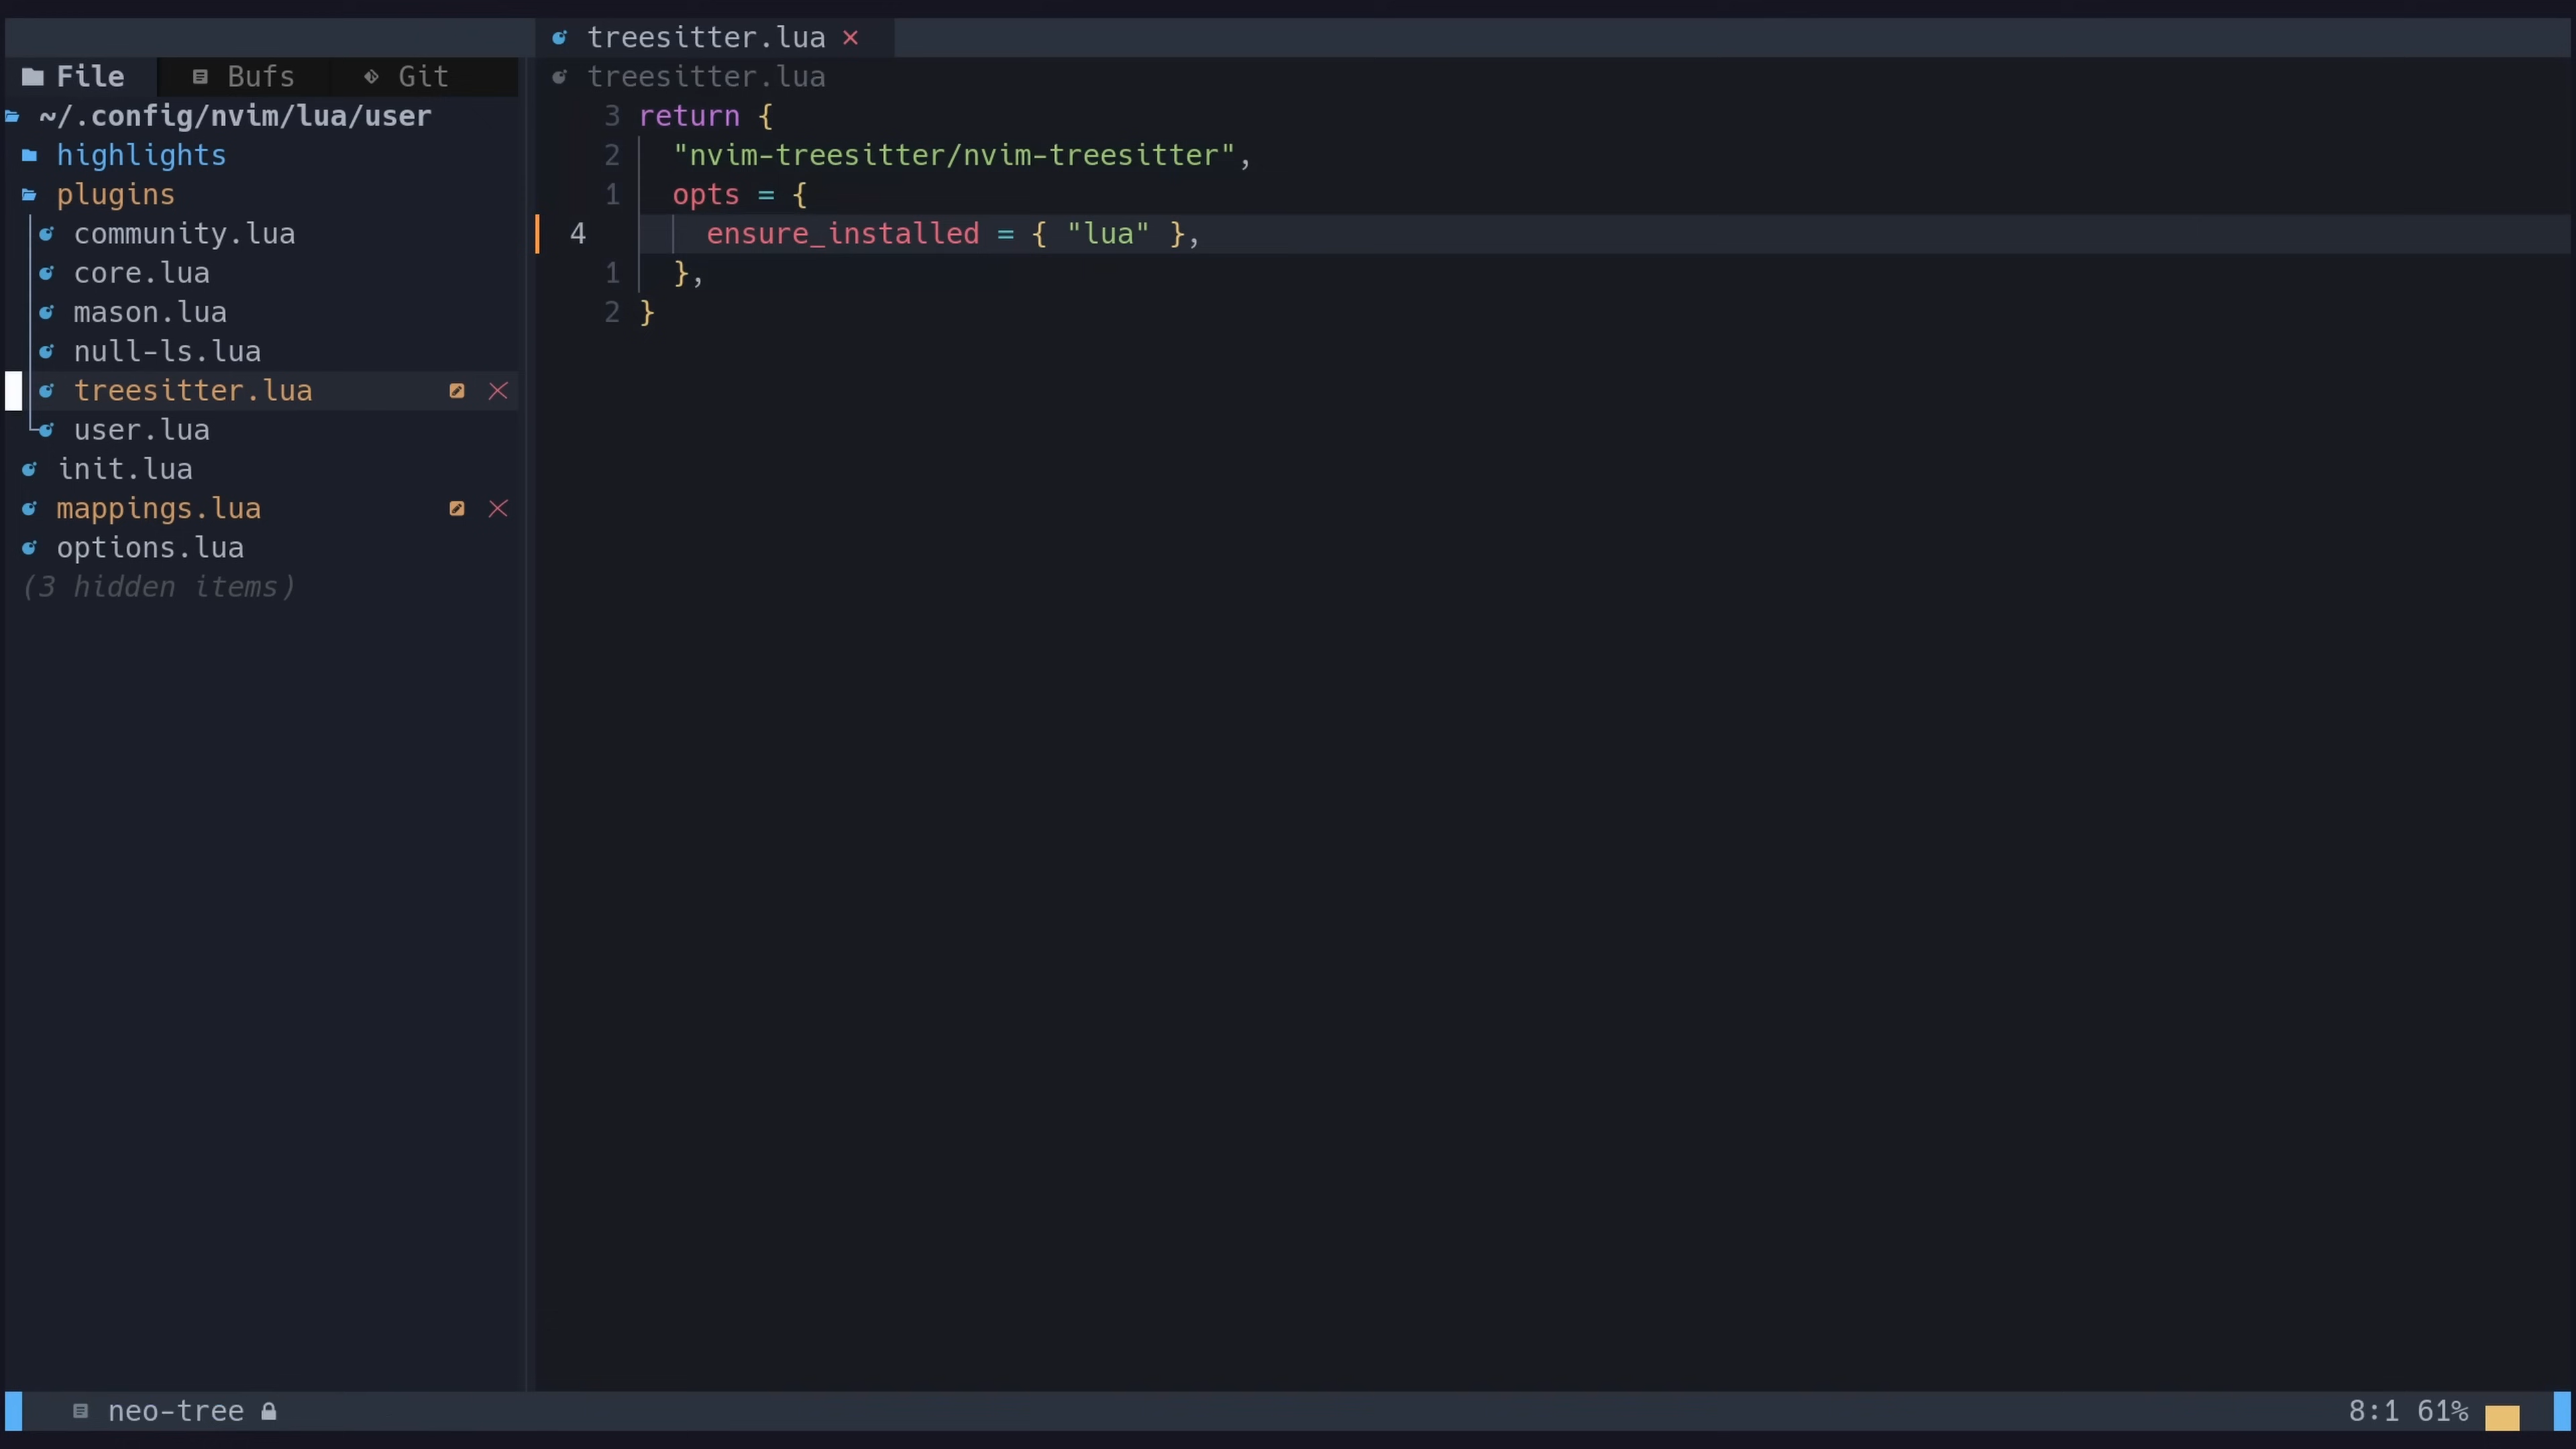 treesitter.lua ×
File Bufs Git
~/.config/nvim/lua/user
highlights
plugins
community.lua
core.lua
mason.lua
null-ls.lua
treesitter.lua
user.lua
init.lua
mappings.lua
options.lua
(3 hidden items)
treesitter.lua
3 return {
2 "nvim-treesitter/nvim-treesitter",
1 opts = {
4 ensure_installed = { "lua" },
1 },
2 }
neo-tree
8:1 61%